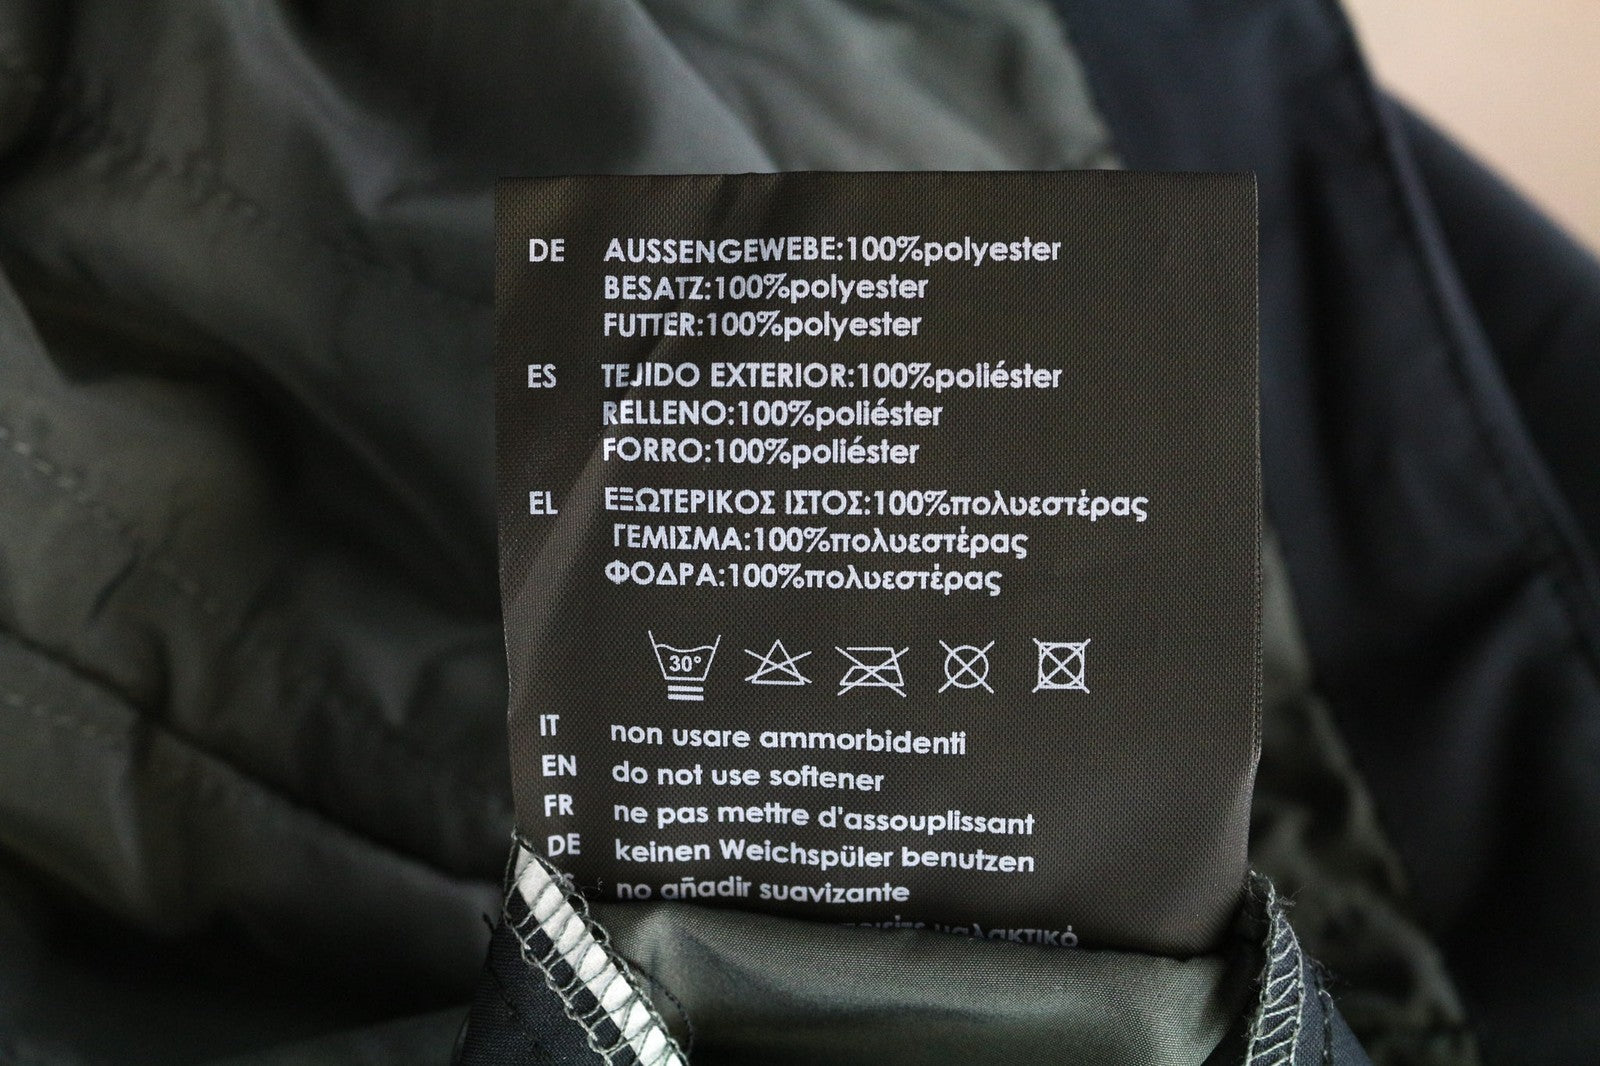 DE AUSSENGEWEBE:100%polyester
BESATZ:100%polyester
FUTTER:100%polyester
ES TEJIDO EXTERIOR:100%poliéster
RELLENO:100%poliéster
FORRO:100%poliéster
EL ΕΞΩΤΕΡΙΚΟΣ ΙΣΤΟΣ:100%πολυεστέρας
ΓΕΜΙΣΜΑ:100%πολυεστέρας
ΦΟΔΡΑ:100%πολυεστέρας
30°
IT non usare ammorbidenti
EN do not use softener
FR ne pas mettre d'assouplissant
DE keinen Weichspüler benutzen
no añadir suavizante
μαλακτικό